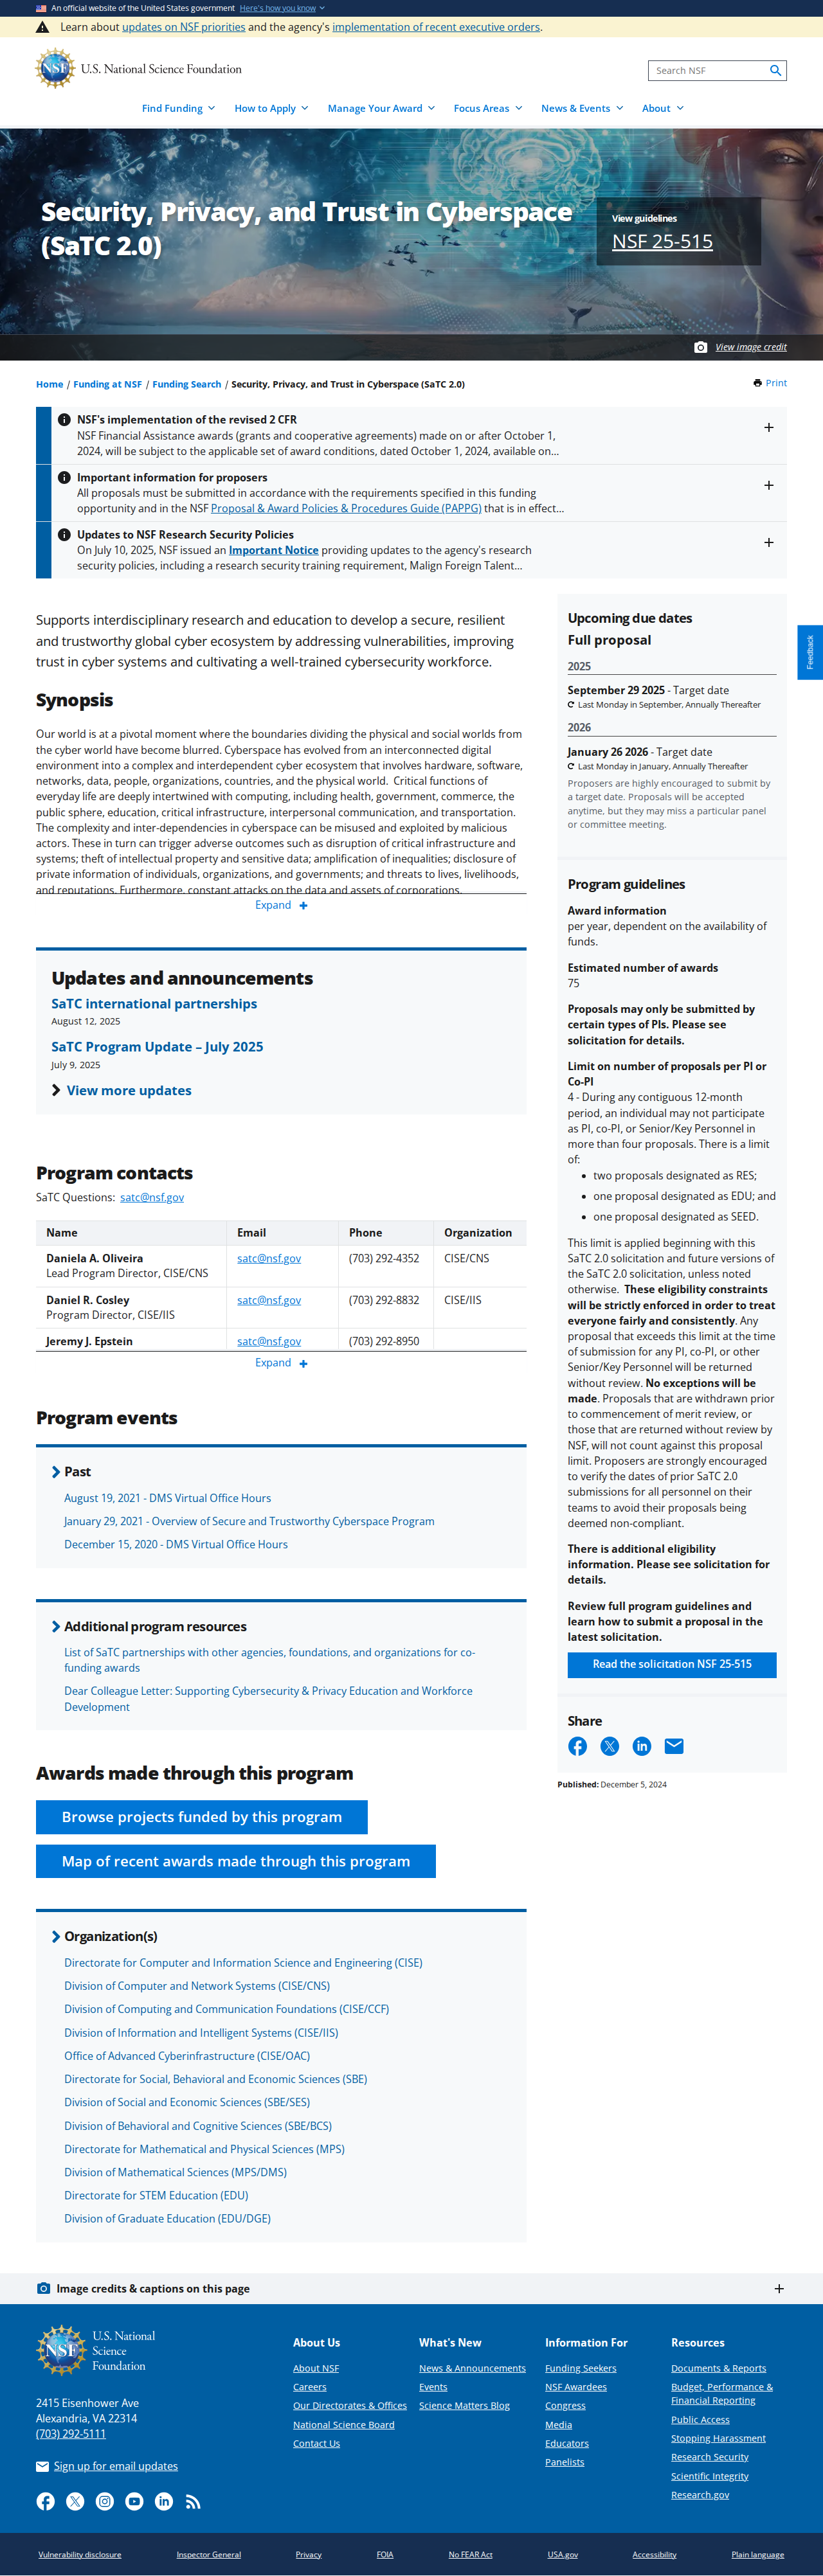 An official website of the United States government Here's how you know
Learn about updates on NSF priorities and the agency's implementation of recent executive orders.
NSF U.S. National Science Foundation
Search NSF
Find Funding How to Apply Manage Your Award Focus Areas News & Events About
Security, Privacy, and Trust in Cyberspace
(SaTC 2.0)
View guidelines
NSF 25-515
View image credit
Home / Funding at NSF / Funding Search / Security, Privacy, and Trust in Cyberspace (SaTC 2.0)
Print
NSF's implementation of the revised 2 CFR
NSF Financial Assistance awards (grants and cooperative agreements) made on or after October 1,
2024, will be subject to the applicable set of award conditions, dated October 1, 2024, available on...
Important information for proposers
All proposals must be submitted in accordance with the requirements specified in this funding
opportunity and in the NSF Proposal & Award Policies & Procedures Guide (PAPPG) that is in effect...
Updates to NSF Research Security Policies
On July 10, 2025, NSF issued an Important Notice providing updates to the agency's research
security policies, including a research security training requirement, Malign Foreign Talent...
Supports interdisciplinary research and education to develop a secure, resilient
and trustworthy global cyber ecosystem by addressing vulnerabilities, improving
trust in cyber systems and cultivating a well-trained cybersecurity workforce.
Synopsis
Our world is at a pivotal moment where the boundaries dividing the physical and social worlds from
the cyber world have become blurred. Cyberspace has evolved from an interconnected digital
environment into a complex and interdependent cyber ecosystem that involves hardware, software,
networks, data, people, organizations, countries, and the physical world.  Critical functions of
everyday life are deeply intertwined with computing, including health, government, commerce, the
public sphere, education, critical infrastructure, interpersonal communication, and transportation.
The complexity and inter-dependencies in cyberspace can be misused and exploited by malicious
actors. These in turn can trigger adverse outcomes such as disruption of critical infrastructure and
systems; theft of intellectual property and sensitive data; amplification of inequalities; disclosure of
private information of individuals, organizations, and governments; and threats to lives, livelihoods,
and reputations. Furthermore, constant attacks on the data and assets of corporations,
Expand
Updates and announcements
SaTC international partnerships
August 12, 2025
SaTC Program Update – July 2025
July 9, 2025
View more updates
Program contacts
SaTC Questions:  satc@nsf.gov
Name Email Phone Organization
Daniela A. Oliveira satc@nsf.gov (703) 292-4352 CISE/CNS
Lead Program Director, CISE/CNS
Daniel R. Cosley satc@nsf.gov (703) 292-8832 CISE/IIS
Program Director, CISE/IIS
Jeremy J. Epstein satc@nsf.gov (703) 292-8950
Expand
Program events
Past
August 19, 2021 - DMS Virtual Office Hours
January 29, 2021 - Overview of Secure and Trustworthy Cyberspace Program
December 15, 2020 - DMS Virtual Office Hours
Additional program resources
List of SaTC partnerships with other agencies, foundations, and organizations for co-
funding awards
Dear Colleague Letter: Supporting Cybersecurity & Privacy Education and Workforce
Development
Awards made through this program
Browse projects funded by this program
Map of recent awards made through this program
Organization(s)
Directorate for Computer and Information Science and Engineering (CISE)
Division of Computer and Network Systems (CISE/CNS)
Division of Computing and Communication Foundations (CISE/CCF)
Division of Information and Intelligent Systems (CISE/IIS)
Office of Advanced Cyberinfrastructure (CISE/OAC)
Directorate for Social, Behavioral and Economic Sciences (SBE)
Division of Social and Economic Sciences (SBE/SES)
Division of Behavioral and Cognitive Sciences (SBE/BCS)
Directorate for Mathematical and Physical Sciences (MPS)
Division of Mathematical Sciences (MPS/DMS)
Directorate for STEM Education (EDU)
Division of Graduate Education (EDU/DGE)
Upcoming due dates
Full proposal
2025
September 29 2025 - Target date
Last Monday in September, Annually Thereafter
2026
January 26 2026 - Target date
Last Monday in January, Annually Thereafter
Proposers are highly encouraged to submit by
a target date. Proposals will be accepted
anytime, but they may miss a particular panel
or committee meeting.
Feedback
Program guidelines
Award information
per year, dependent on the availability of
funds.
Estimated number of awards
75
Proposals may only be submitted by
certain types of PIs. Please see
solicitation for details.
Limit on number of proposals per PI or
Co-PI
4 - During any contiguous 12-month
period, an individual may not participate
as PI, co-PI, or Senior/Key Personnel in
more than four proposals. There is a limit
of:
two proposals designated as RES;
one proposal designated as EDU; and
one proposal designated as SEED.
This limit is applied beginning with this
SaTC 2.0 solicitation and future versions of
the SaTC 2.0 solicitation, unless noted
otherwise.  These eligibility constraints
will be strictly enforced in order to treat
everyone fairly and consistently. Any
proposal that exceeds this limit at the time
of submission for any PI, co-PI, or other
Senior/Key Personnel will be returned
without review. No exceptions will be
made. Proposals that are withdrawn prior
to commencement of merit review, or
those that are returned without review by
NSF, will not count against this proposal
limit. Proposers are strongly encouraged
to verify the dates of prior SaTC 2.0
submissions for all personnel on their
teams to avoid their proposals being
deemed non-compliant.
There is additional eligibility
information. Please see solicitation for
details.
Review full program guidelines and
learn how to submit a proposal in the
latest solicitation.
Read the solicitation NSF 25-515
Share
Published: December 5, 2024
Image credits & captions on this page
NSF
U.S. National
Science
Foundation
2415 Eisenhower Ave
Alexandria, VA 22314
(703) 292-5111
Sign up for email updates
About Us
About NSF
Careers
Our Directorates & Offices
National Science Board
Contact Us
What's New
News & Announcements
Events
Science Matters Blog
Information For
Funding Seekers
NSF Awardees
Congress
Media
Educators
Panelists
Resources
Documents & Reports
Budget, Performance &
Financial Reporting
Public Access
Stopping Harassment
Research Security
Scientific Integrity
Research.gov
Vulnerability disclosure Inspector General Privacy FOIA No FEAR Act USA.gov Accessibility Plain language